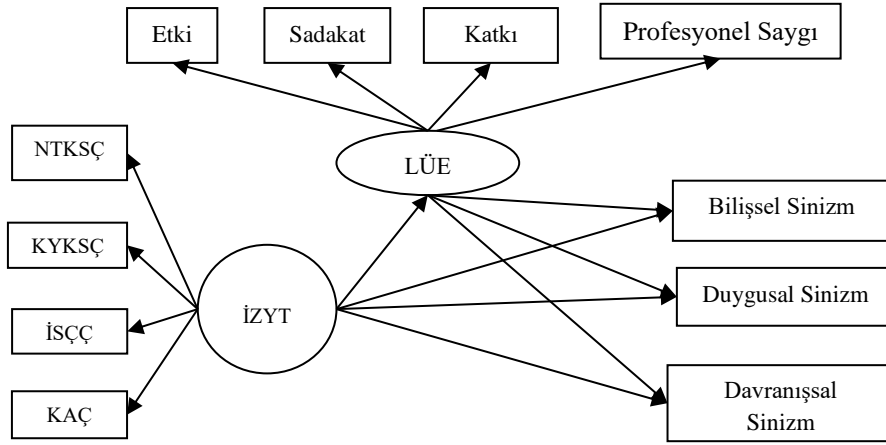 Etki
Sadakat
Katkı
Profesyonel Saygı
NTKSÇ
LÜE
KYKSÇ
Bilişsel Sinizm
İZYT
Duygusal Sinizm
İSÇÇ
KAÇ
Davranışsal
Sinizm